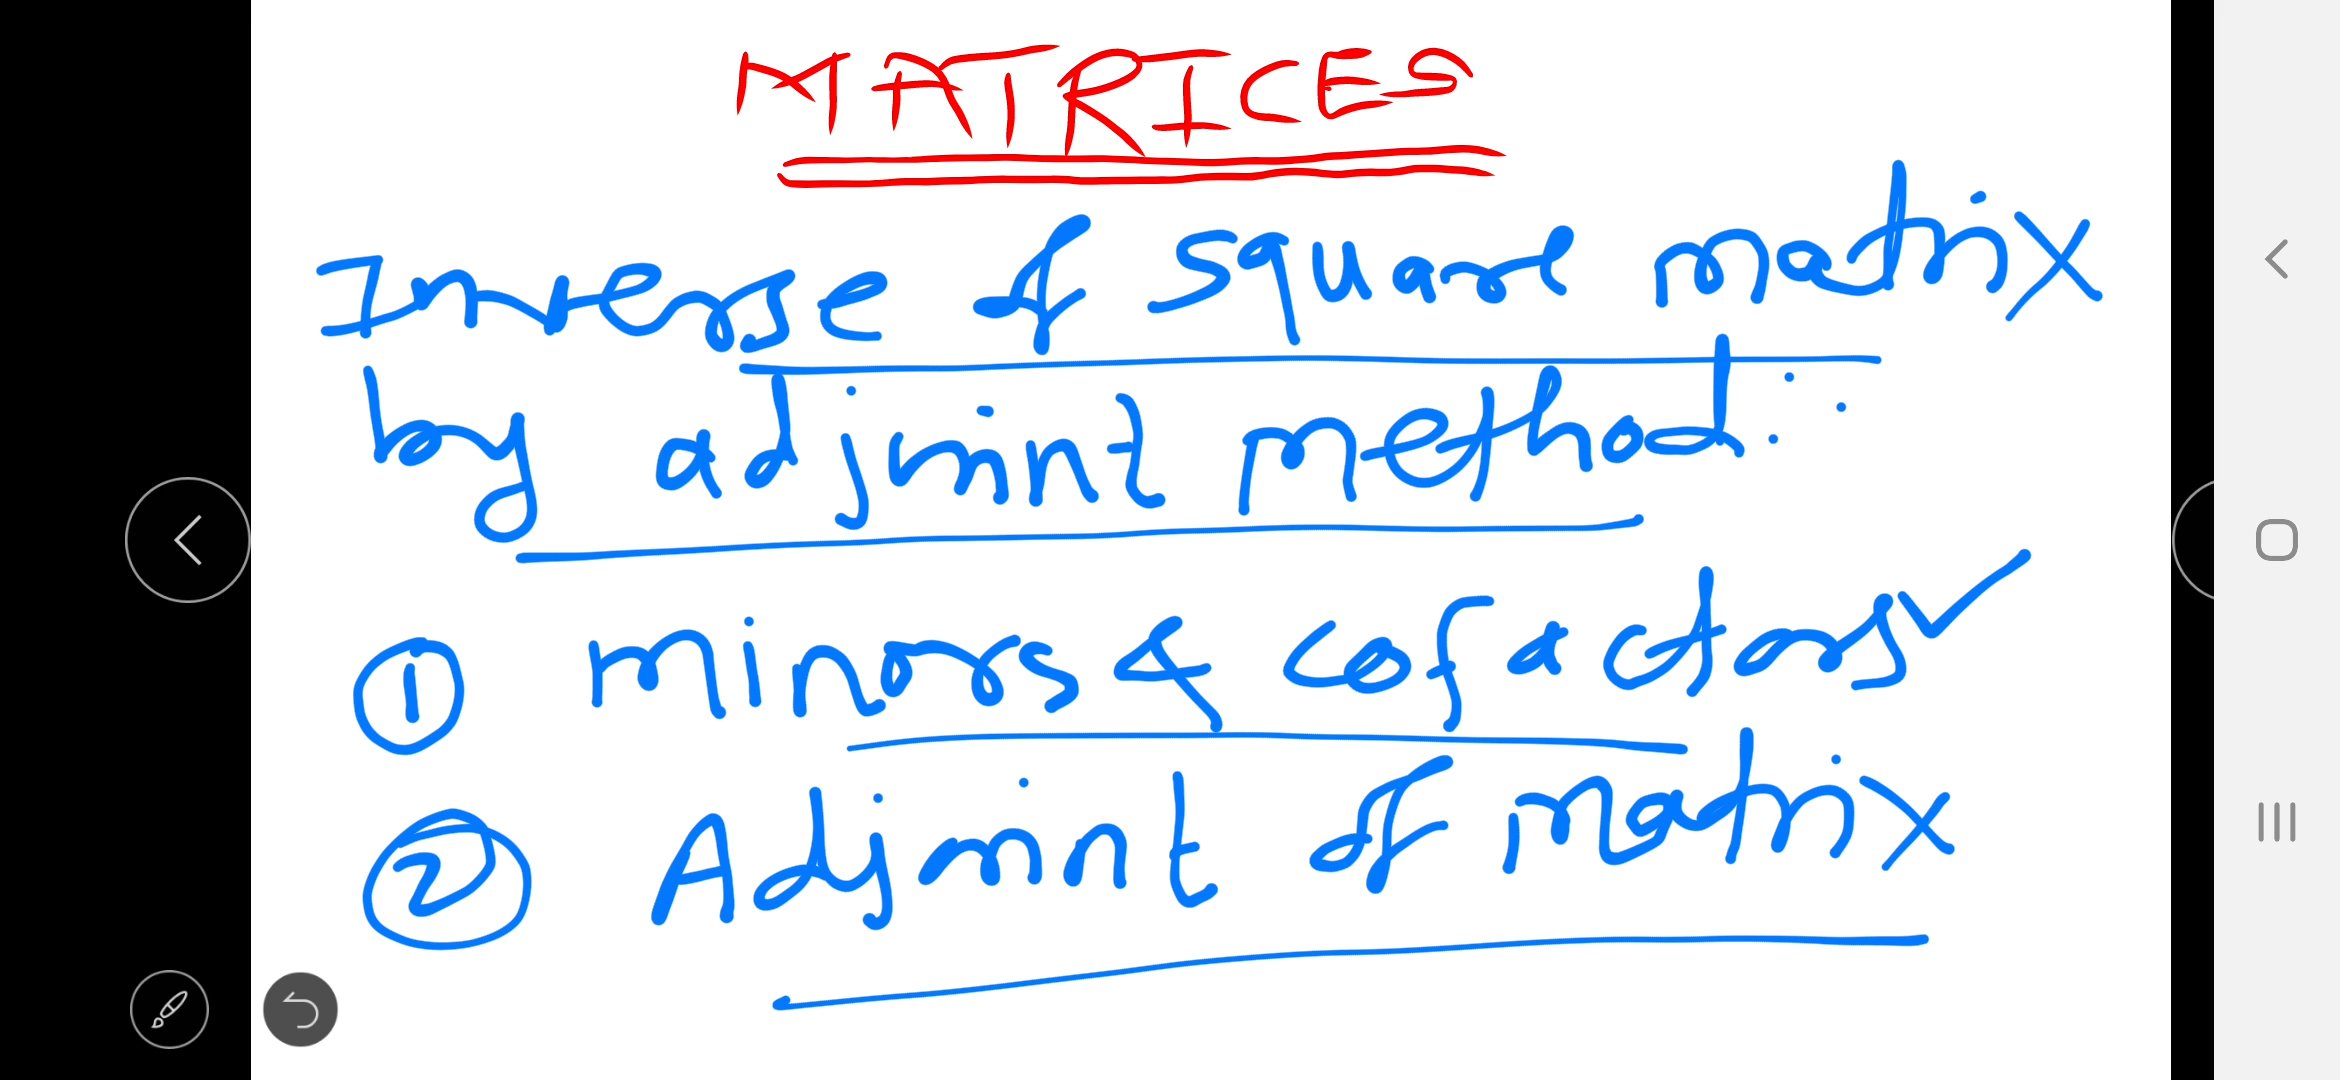 MATRICES
Inverse of square matrix
by adjoint method:
① minors & cofactors ✓
② Adjoint of matrix